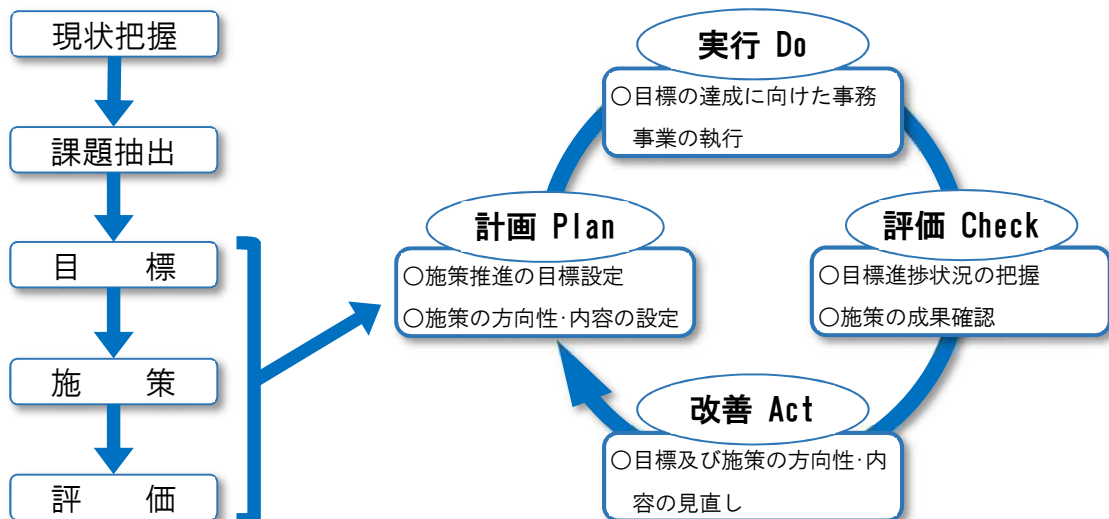 現状把握
課題抽出
目　　標
施　　策
評　　価
実行 Do
○目標の達成に向けた事務
事業の執行
計画 Plan
○施策推進の目標設定
○施策の方向性･内容の設定
評価 Check
○目標進捗状況の把握
○施策の成果確認
改善 Act
○目標及び施策の方向性･内
容の見直し